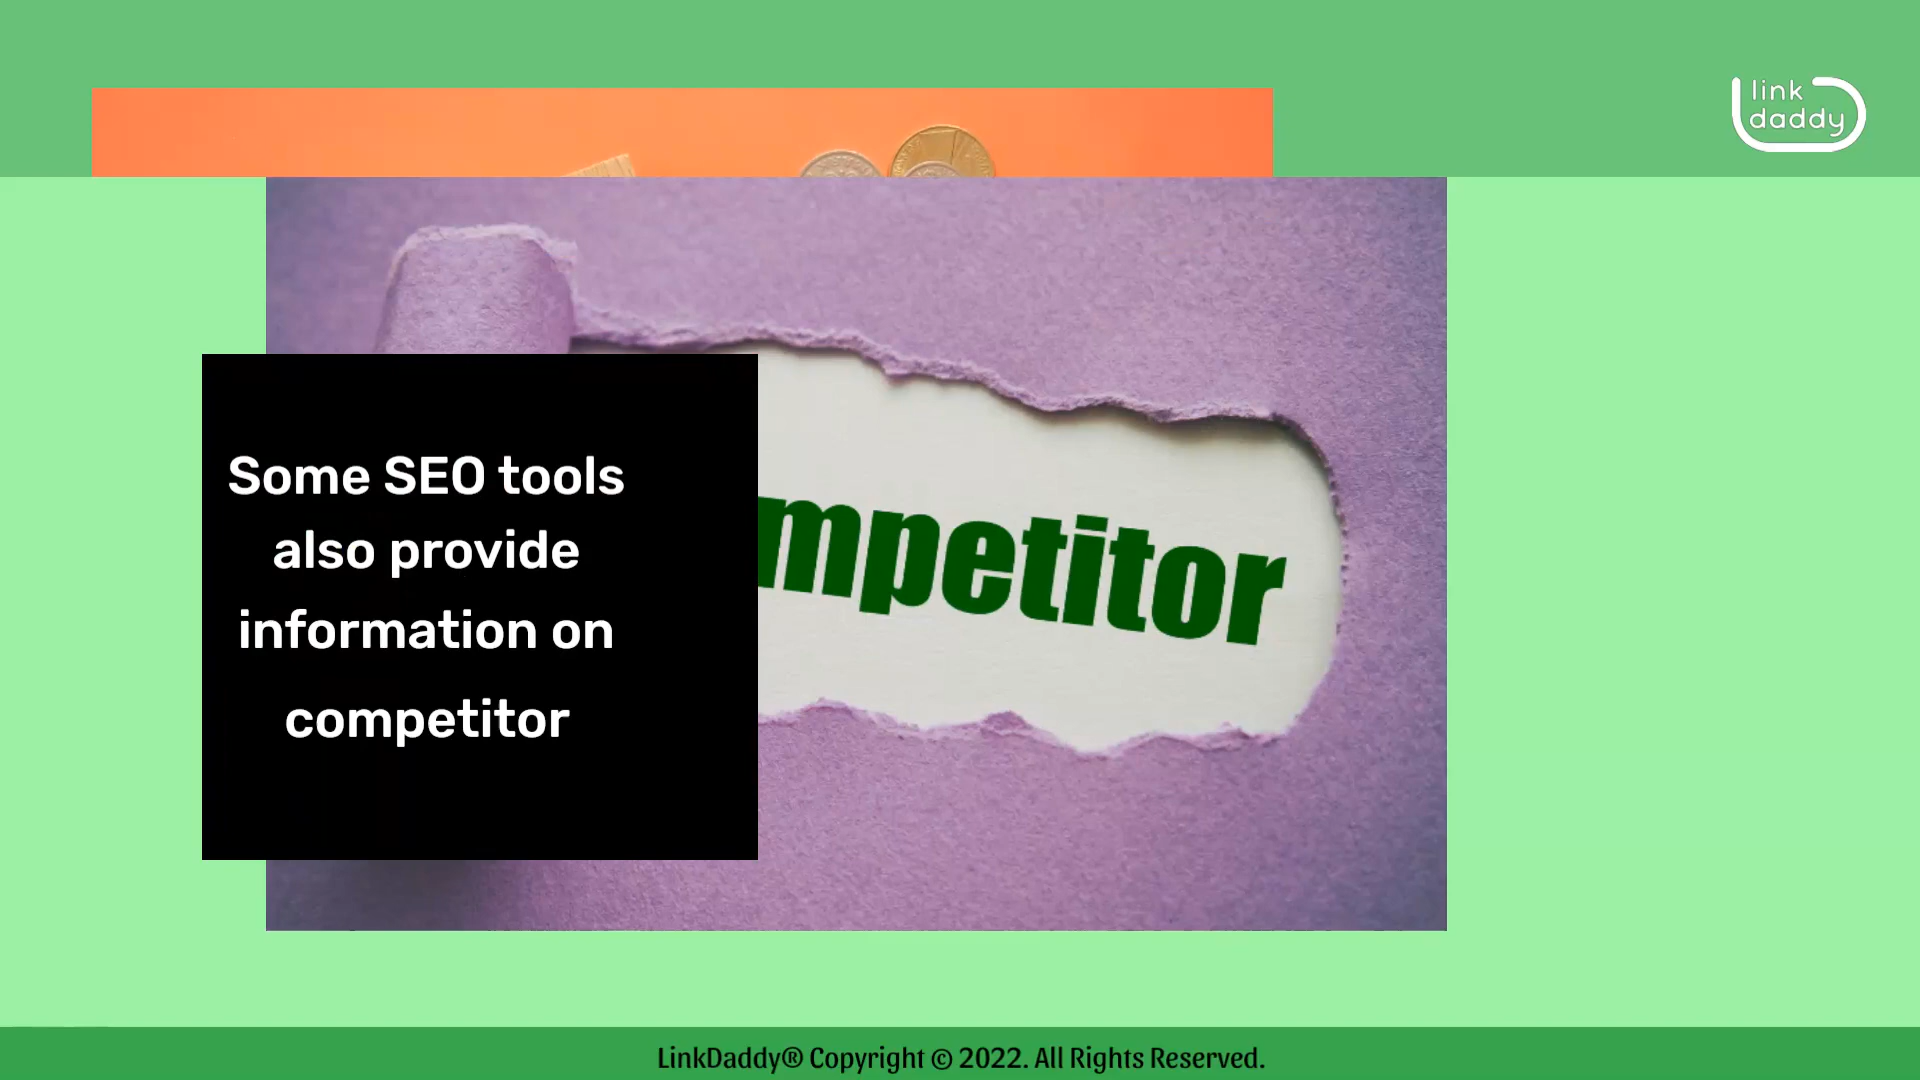 link
daddy
Some SEO tools
also provide
information on
competitor
mpetitor
LinkDaddy® Copyright © 2022. All Rights Reserved.